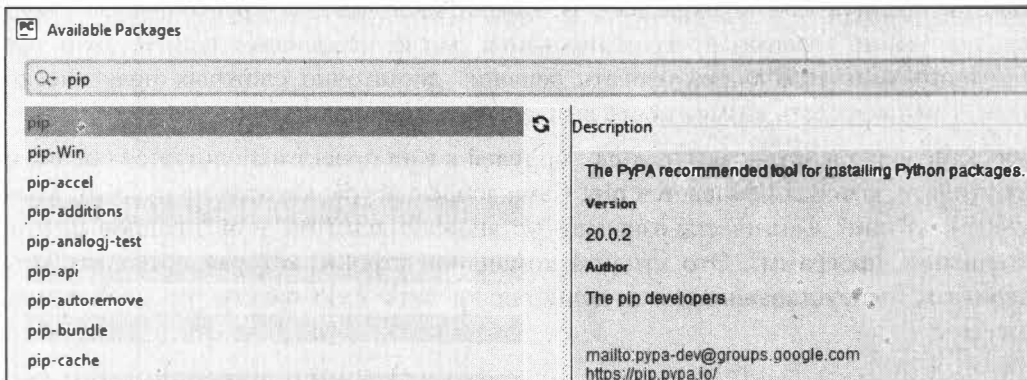 PC Available Packages
pip
pip
pip-Win
pip-accel
pip-additions
pip-analogj-test
pip-api
pip-autoremove
pip-bundle
pip-cache
Description
The PyPA recommended tool for installing Python packages.
Version
20.0.2
Author
The pip developers
mailto:pypa-dev@groups.google.com
https://pip.pypa.io/